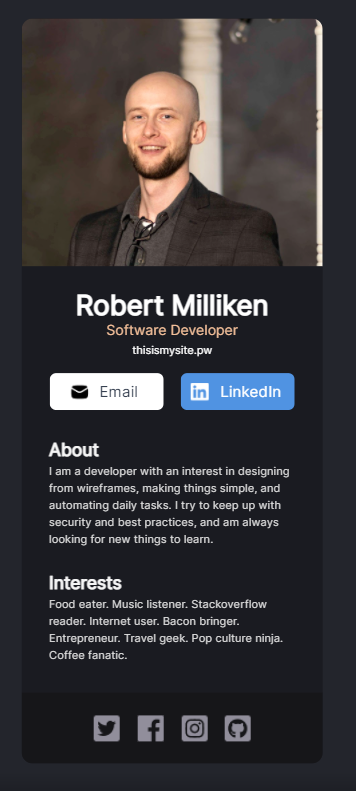 Robert Milliken
Software Developer
thisismysite.pw
Email
in LinkedIn
About
I am a developer with an interest in designing
from wireframes, making things simple, and
automating daily tasks. I try to keep up with
security and best practices, and am always
looking for new things to learn.
Interests
Food eater. Music listener. Stackoverflow
reader. Internet user. Bacon bringer.
Entrepreneur. Travel geek. Pop culture ninja.
Coffee fanatic.